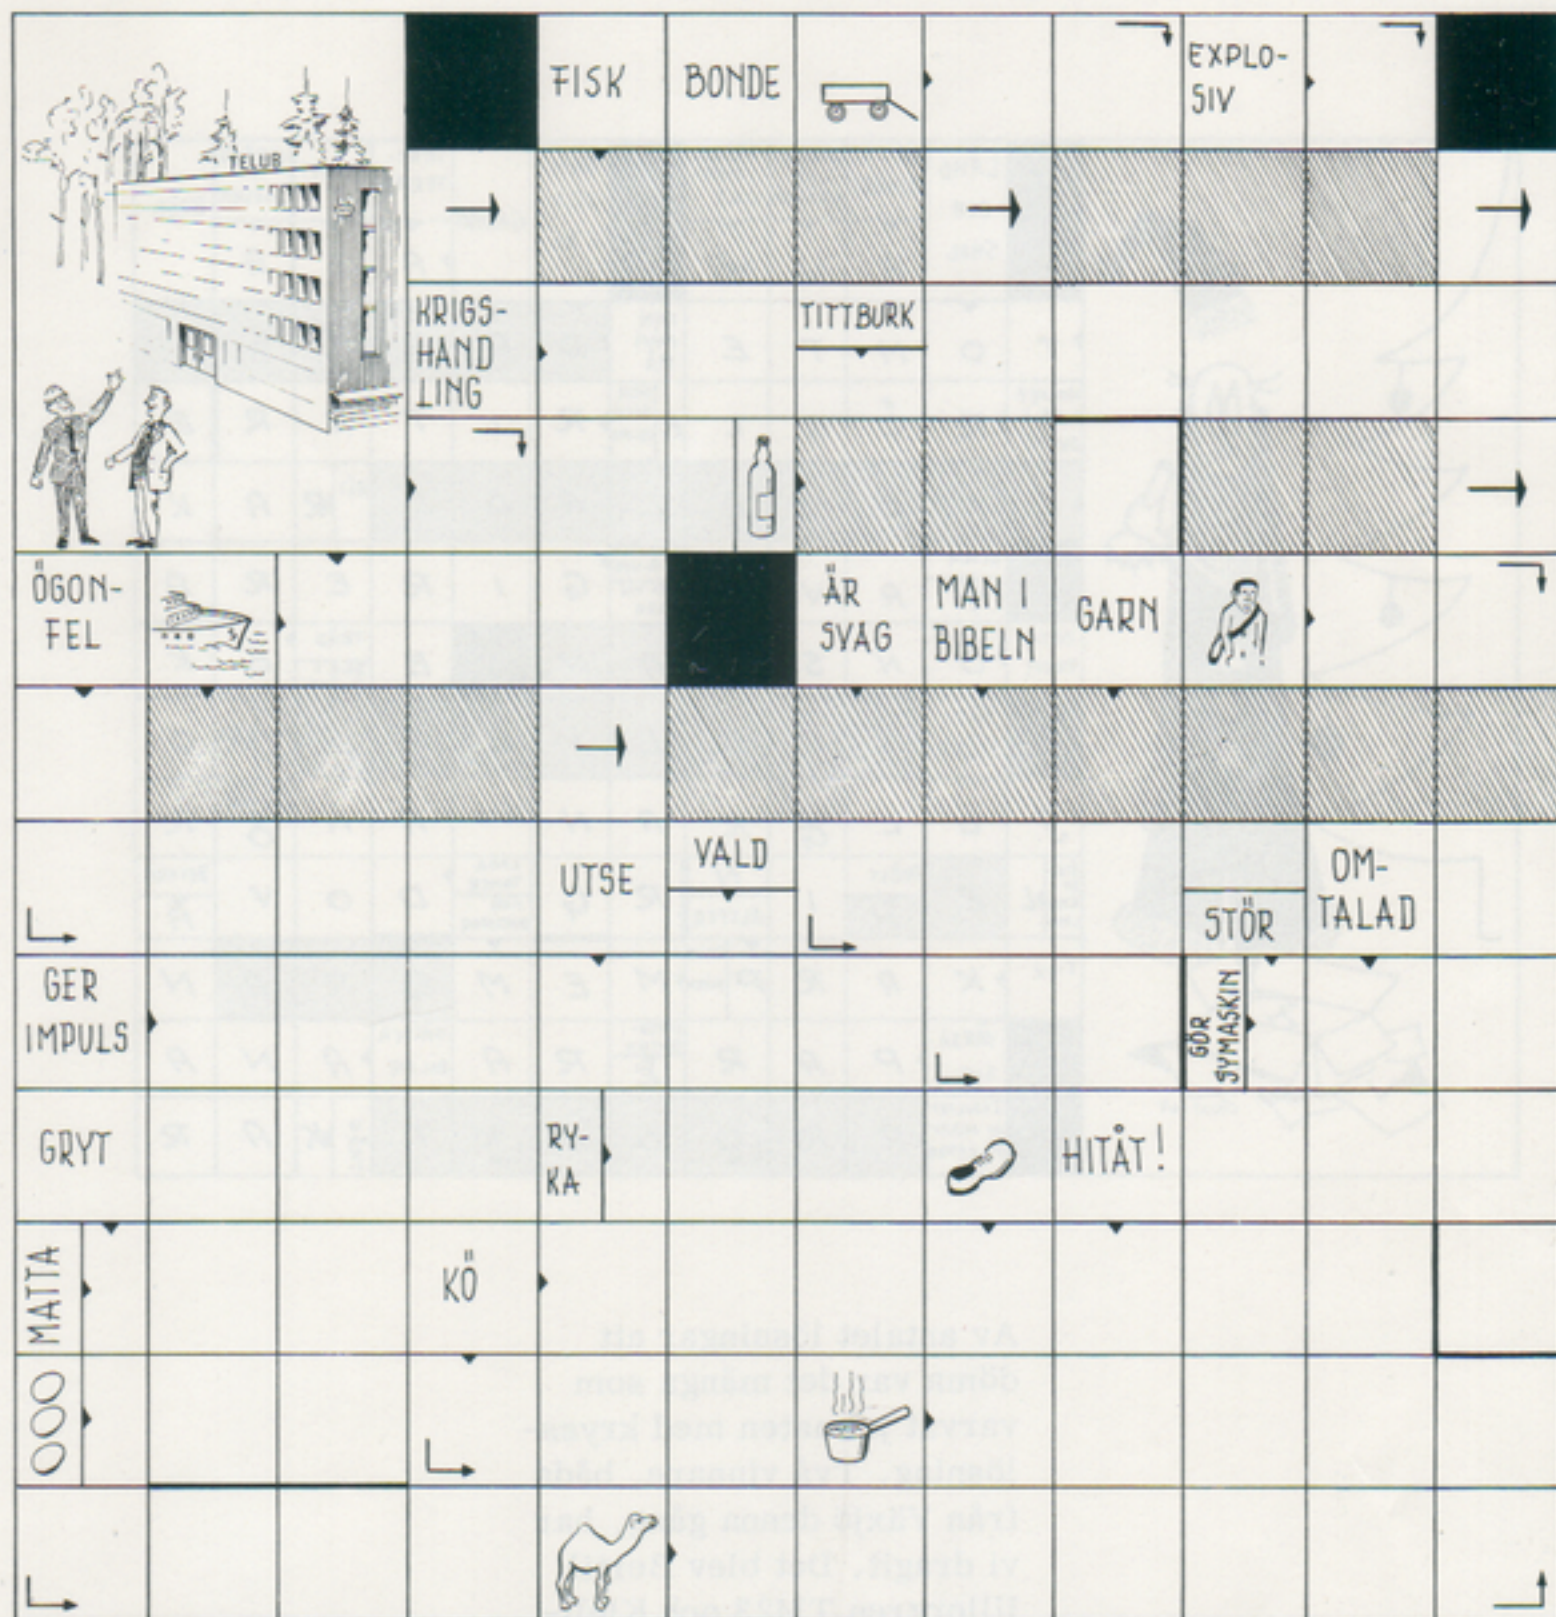 FISK
BONDE
EXPLO-
SIV
TELUB
KRIGS-
HAND
LING
TITTBURK
ÖGON-
FEL
ÄR
SVAG
MAN I
BIBELN
GARN
UTSE
VALD
STÖR
OM-
TALAD
GER
IMPULS
GÖR
SYMASKIN
GRYT
RY-
KA
HITÅT!
MATTA
KÖ